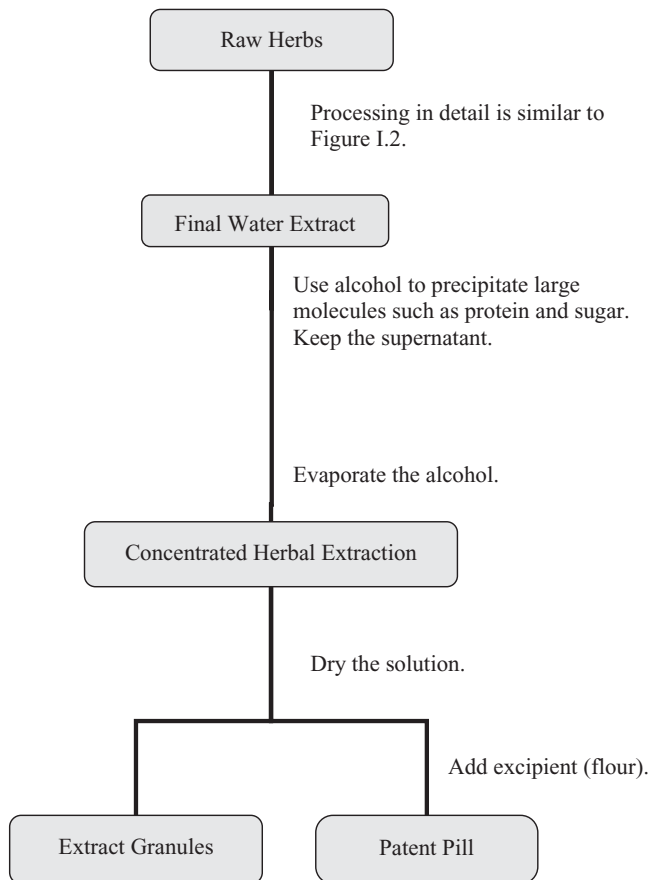 Raw Herbs
Processing in detail is similar to
Figure I.2.
Final Water Extract
Use alcohol to precipitate large
molecules such as protein and sugar.
Keep the supernatant.
Evaporate the alcohol.
Concentrated Herbal Extraction
Dry the solution.
Add excipient (flour).
Extract Granules
Patent Pill